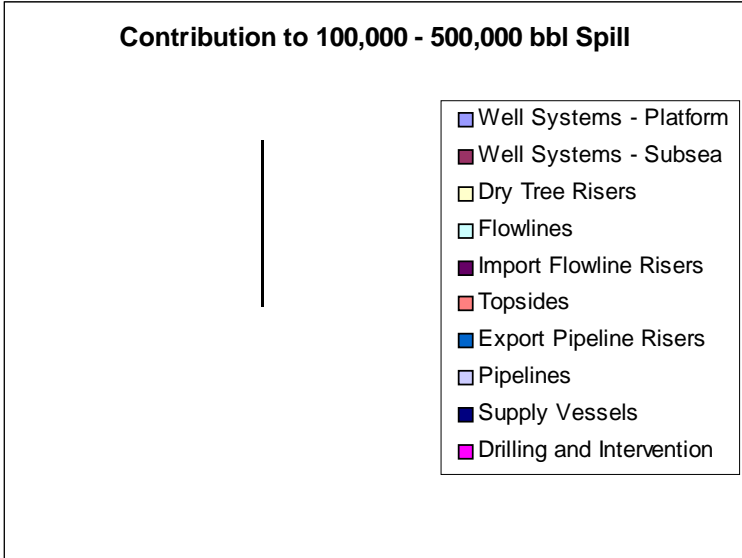 Contribution to 100,000 - 500,000 bbl Spill
Well Systems - Platform
Well Systems - Subsea
Dry Tree Risers
Flowlines
Import Flowline Risers
Topsides
Export Pipeline Risers
Pipelines
Supply Vessels
Drilling and Intervention